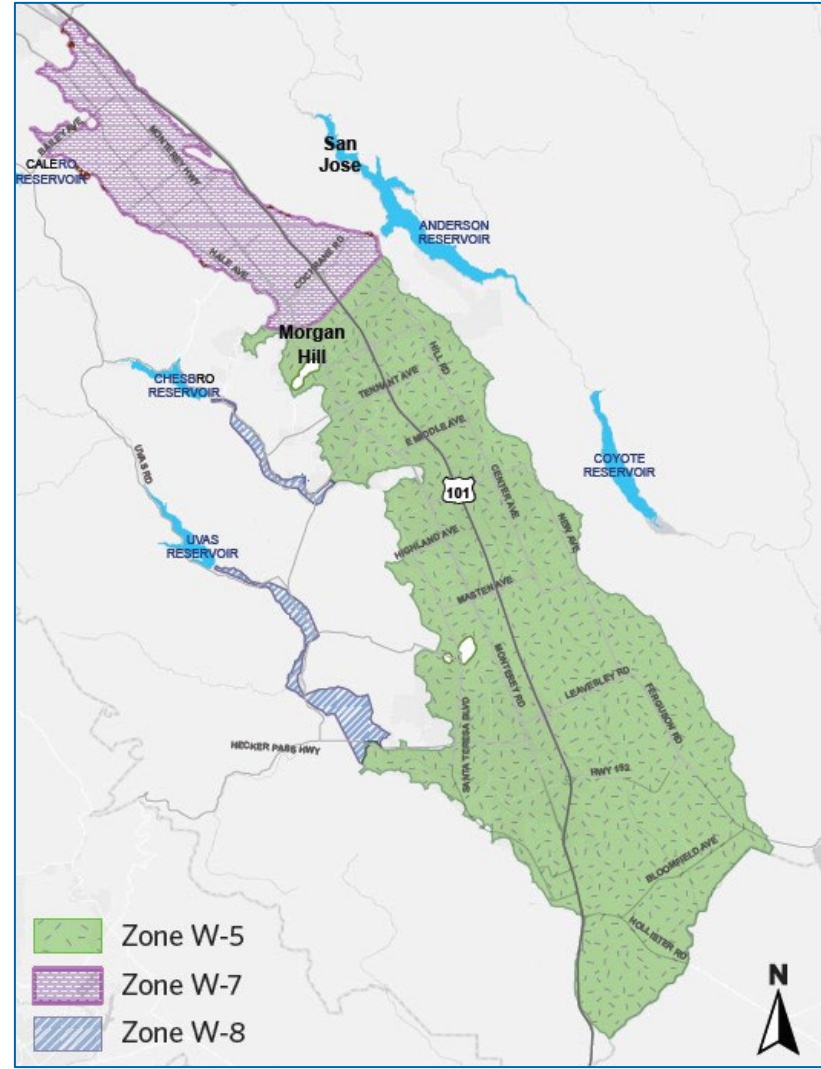 San
Jose
BAILEY AVE
MONTEREY HWY
CALERO
RESERVOIR
ANDERSON
RESERVOIR
HALE AVE
COCHRANE RD
Morgan
Hill
HILL RD
CHESBRO
RESERVOIR
TENNANT AVE
E MIDDLE AVE
UVAS RD
CENTER AVE
COYOTE
RESERVOIR
101
NEW AVE
UVAS
RESERVOIR
HIGHLAND AVE
MASTEN AVE
MONTEREY RD
LEAVESLEY RD
FERGUSON RD
SANTA TERESA BLVD
HECKER PASS HWY
HWY 152
BLOOMFIELD AVE
HOLLISTER RD
Zone W-5
Zone W-7
Zone W-8
N